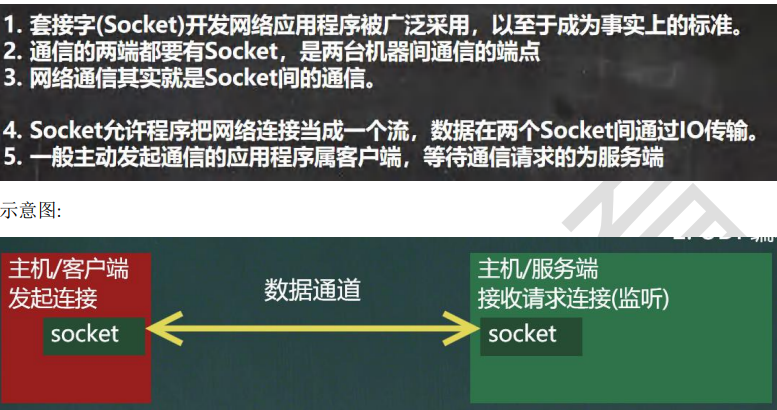 1. 套接字(Socket)开发网络应用程序被广泛采用，以至于成为事实上的标准。
2. 通信的两端都要有Socket，是两台机器间通信的端点
3. 网络通信其实就是Socket间的通信。
4. Socket允许程序把网络连接当成一个流，数据在两个Socket间通过IO传输。
5. 一般主动发起通信的应用程序属客户端，等待通信请求的为服务端
示意图:
主机/客户端
发起连接
socket
数据通道
主机/服务端
接收请求连接(监听)
socket